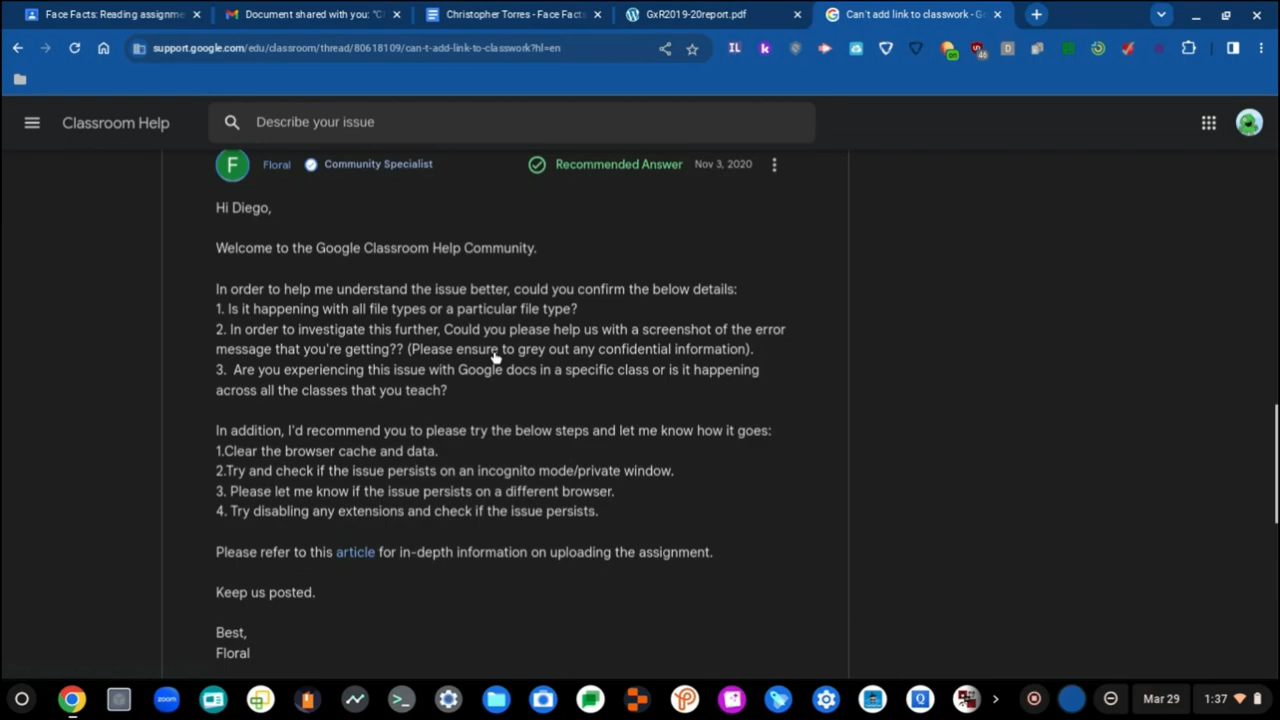 Face Facts: Reading assignme
Document shared with you: "C
Christopher Torres - Face Facts
GxR2019-20report.pdf
Can't add link to classwork - Go
support.google.com/edu/classroom/thread/80618109/can-t-add-link-to-classwork?hl=en
IL
k
on
46
D
Classroom Help
Describe your issue
F
Floral
Community Specialist
Recommended Answer
Nov 3, 2020
Hi Diego,
Welcome to the Google Classroom Help Community.
In order to help me understand the issue better, could you confirm the below details:
1. Is it happening with all file types or a particular file type?
2. In order to investigate this further, Could you please help us with a screenshot of the error
message that you're getting?? (Please ensure to grey out any confidential information).
3.  Are you experiencing this issue with Google docs in a specific class or is it happening
across all the classes that you teach?
In addition, I'd recommend you to please try the below steps and let me know how it goes:
1.Clear the browser cache and data.
2.Try and check if the issue persists on an incognito mode/private window.
3. Please let me know if the issue persists on a different browser.
4. Try disabling any extensions and check if the issue persists.
Please refer to this article for in-depth information on uploading the assignment.
Keep us posted.
Best,
Floral
zoom
Q
Mar 29
1:37